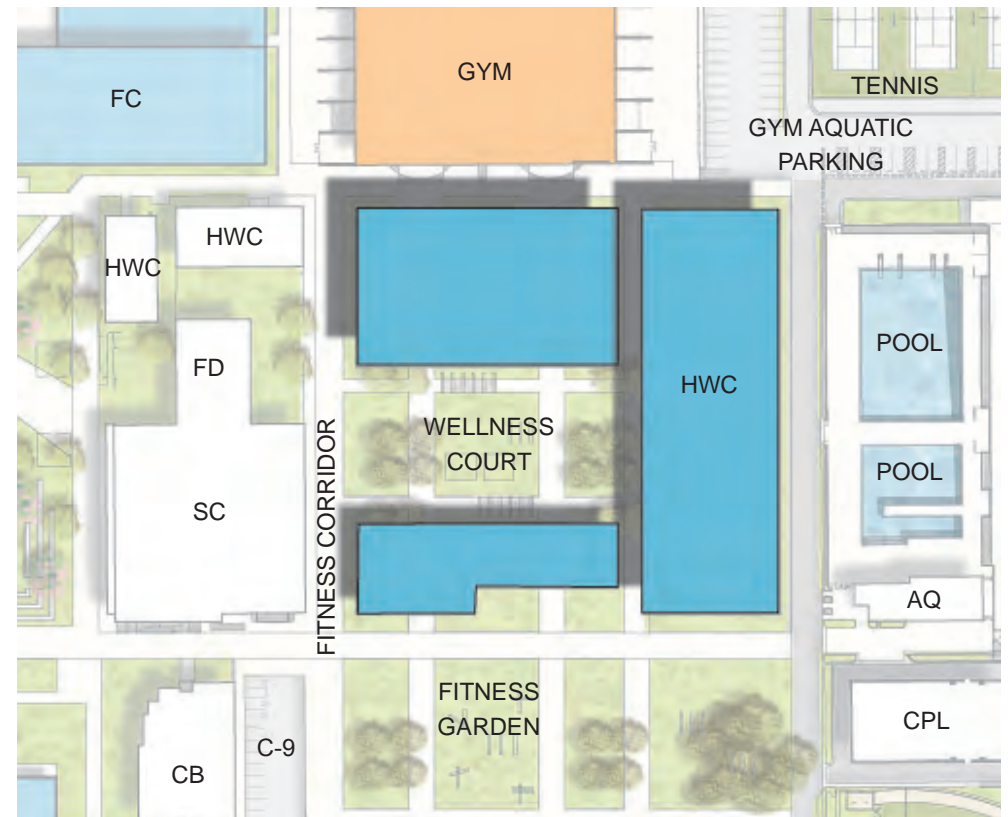 GYM
FC
TENNIS
GYM AQUATIC
PARKING
HWC
HWC
FD
POOL
HWC
WELLNESS
COURT
POOL
SC
FITNESS CORRIDOR
AQ
FITNESS
GARDEN
CPL
C-9
CB